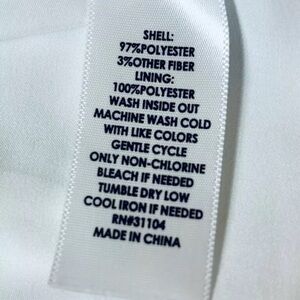 SHELL:
97%POLYESTER
3%OTHER FIBER
LINING:
100%POLYESTER
WASH INSIDE OUT
MACHINE WASH COLD
WITH LIKE COLORS
GENTLE CYCLE
ONLY NON-CHLORINE
BLEACH IF NEEDED
TUMBLE DRY LOW
COOL IRON IF NEEDED
RN#31104
MADE IN CHINA